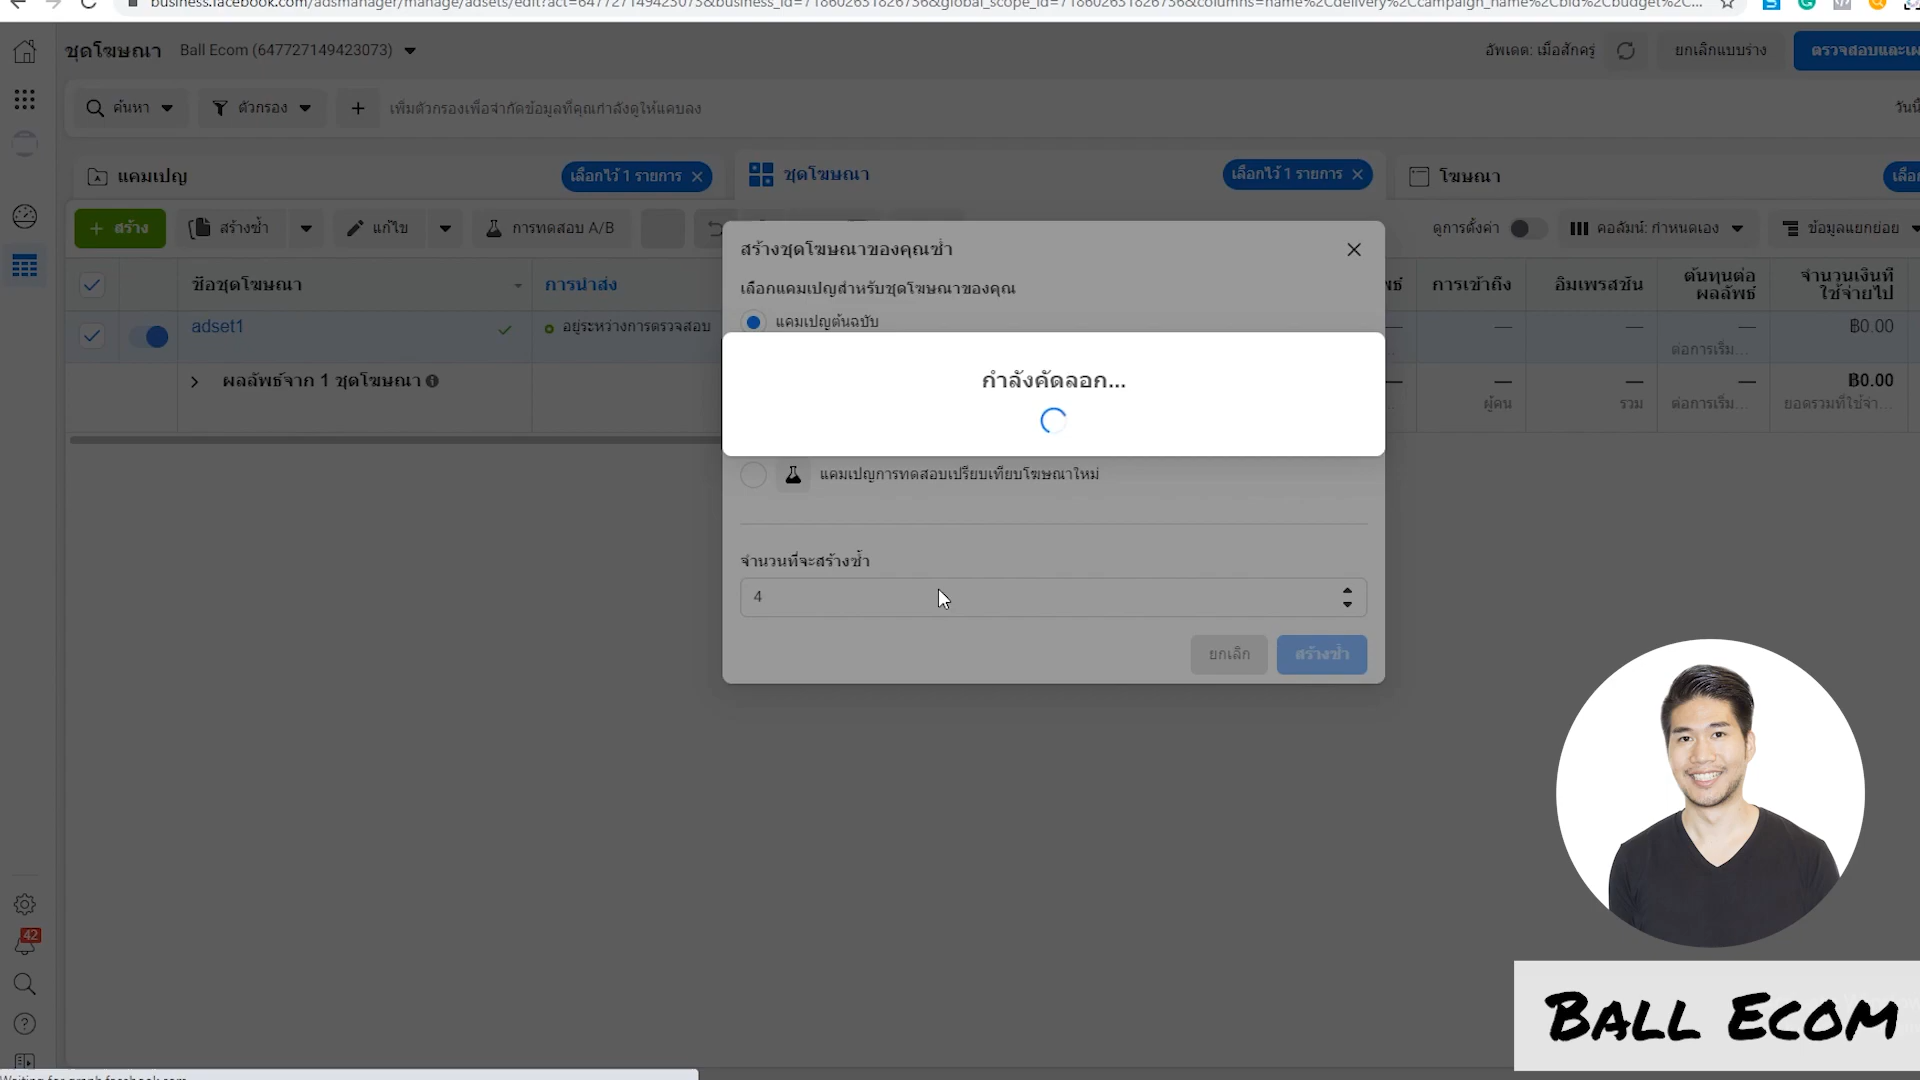 ชุดโฆษณา Ball Ecom (647727149423073)
อัพเดต: เมื่อสักครู่ ยกเลิกแบบร่าง
ค้นหา ตัวกรอง + เพิ่มตัวกรองเพื่อจำกัดข้อมูลที่คุณกำลังดูให้แคบลง
แคมเปญ เลือกไว้ 1 รายการ
ชุดโฆษณา เลือกไว้ 1 รายการ
โฆษณา
+ สร้าง สร้างซ้ำ แก้ไข การทดสอบ A/B
ดูการตั้งค่า คอลัมน์: กำหนดเอง ข้อมูลแยกย่อย
ชื่อชุดโฆษณา การนำส่ง
การเข้าถึง อิมเพรสชัน ต้นทุนต่อ
ผลลัพธ์ จำนวนเงินที่
ใช้จ่ายไป
adset1 อยู่ระหว่างการตรวจสอบ
— — — ฿0.00
ต่อการเริ่ม...
ผลลัพธ์จาก 1 ชุดโฆษณา
— — — ฿0.00
ผู้คน รวม ต่อการเริ่ม... ยอดรวมที่ใช้จ่า...
สร้างชุดโฆษณาของคุณซ้ำ
เลือกแคมเปญสำหรับชุดโฆษณาของคุณ
แคมเปญต้นฉบับ
กำลังคัดลอก...
แคมเปญการทดสอบเปรียบเทียบโฆษณาใหม่
จำนวนที่จะสร้างซ้ำ
4
ยกเลิก สร้างซ้ำ
42
Ball Ecom